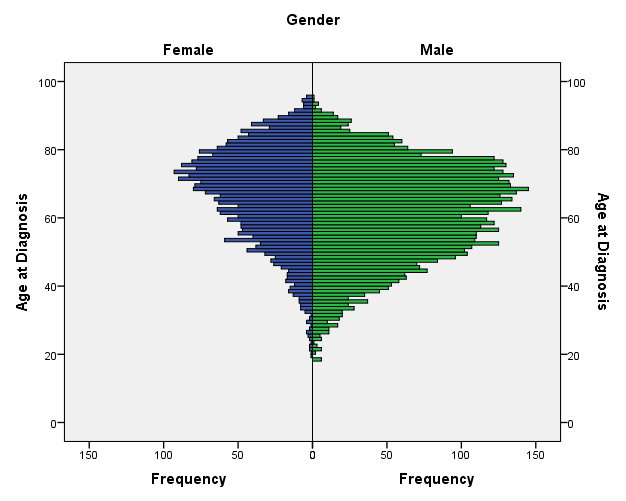 Gender
Female Male
100 100
80 80
60 60
40 40
20 20
0 0
Age at Diagnosis
Age at Diagnosis
150 100 50 0 0 50 100 150
Frequency Frequency